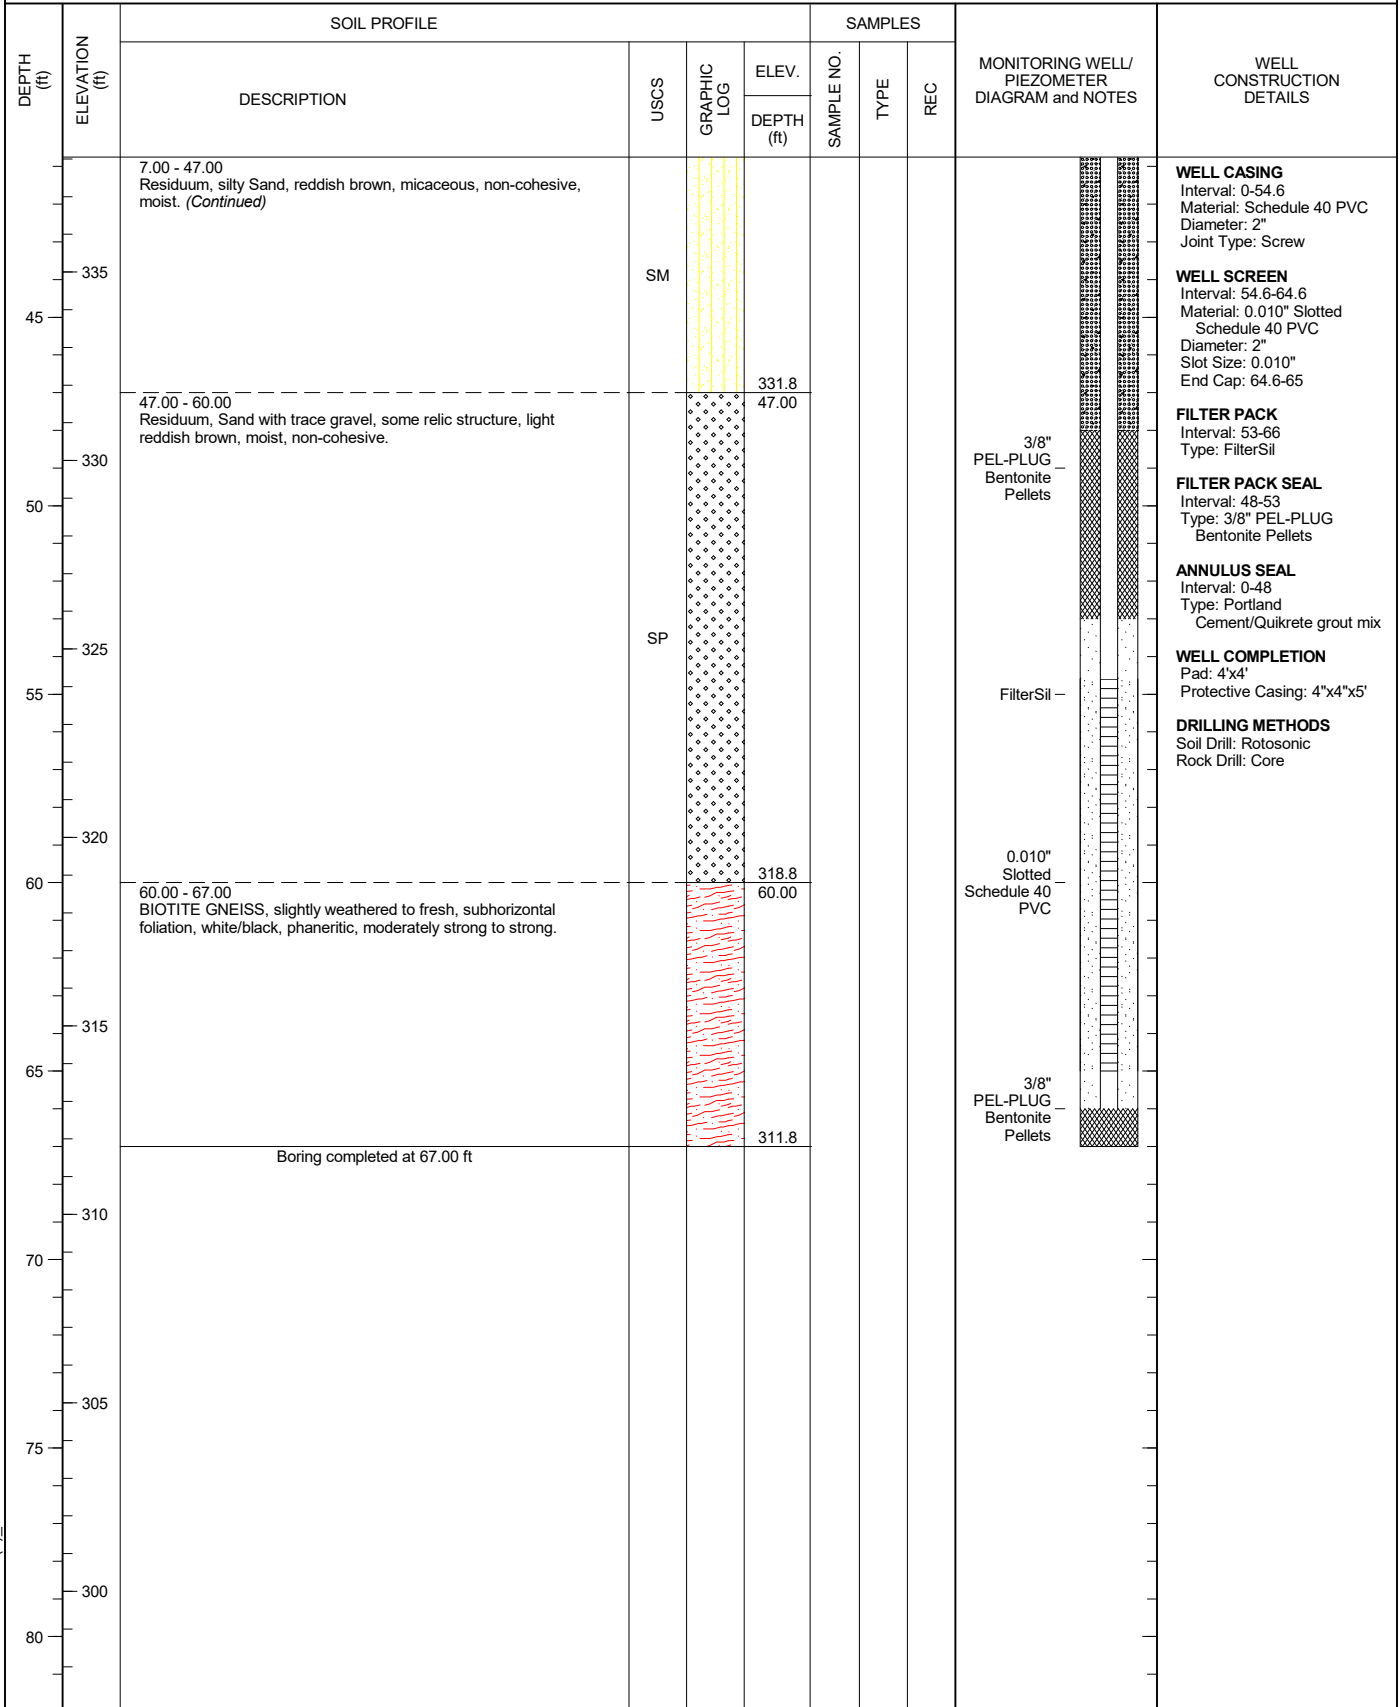 SOIL PROFILE
SAMPLES
DEPTH
(ft)
ELEVATION
(ft)
DESCRIPTION
USCS
GRAPHIC
LOG
ELEV.
DEPTH
(ft)
SAMPLE NO.
TYPE
REC
MONITORING WELL/
PIEZOMETER
DIAGRAM and NOTES
WELL
CONSTRUCTION
DETAILS
7.00 - 47.00
Residuum, silty Sand, reddish brown, micaceous, non-cohesive,
moist. (Continued)
335
SM
45
331.8
47.00 - 60.00
47.00
Residuum, Sand with trace gravel, some relic structure, light
reddish brown, moist, non-cohesive.
330
50
325
SP
55
320
318.8
60
60.00 - 67.00
60.00
BIOTITE GNEISS, slightly weathered to fresh, subhorizontal
foliation, white/black, phaneritic, moderately strong to strong.
315
65
311.8
Boring completed at 67.00 ft
310
70
305
75
300
80
3/8"
PEL-PLUG
Bentonite
Pellets
FilterSil
0.010"
Slotted
Schedule 40
PVC
3/8"
PEL-PLUG
Bentonite
Pellets
WELL CASING
Interval: 0-54.6
Material: Schedule 40 PVC
Diameter: 2"
Joint Type: Screw
WELL SCREEN
Interval: 54.6-64.6
Material: 0.010" Slotted
Schedule 40 PVC
Diameter: 2"
Slot Size: 0.010"
End Cap: 64.6-65
FILTER PACK
Interval: 53-66
Type: FilterSil
FILTER PACK SEAL
Interval: 48-53
Type: 3/8" PEL-PLUG
Bentonite Pellets
ANNULUS SEAL
Interval: 0-48
Type: Portland
Cement/Quikrete grout mix
WELL COMPLETION
Pad: 4'x4'
Protective Casing: 4"x4"x5'
DRILLING METHODS
Soil Drill: Rotosonic
Rock Drill: Core